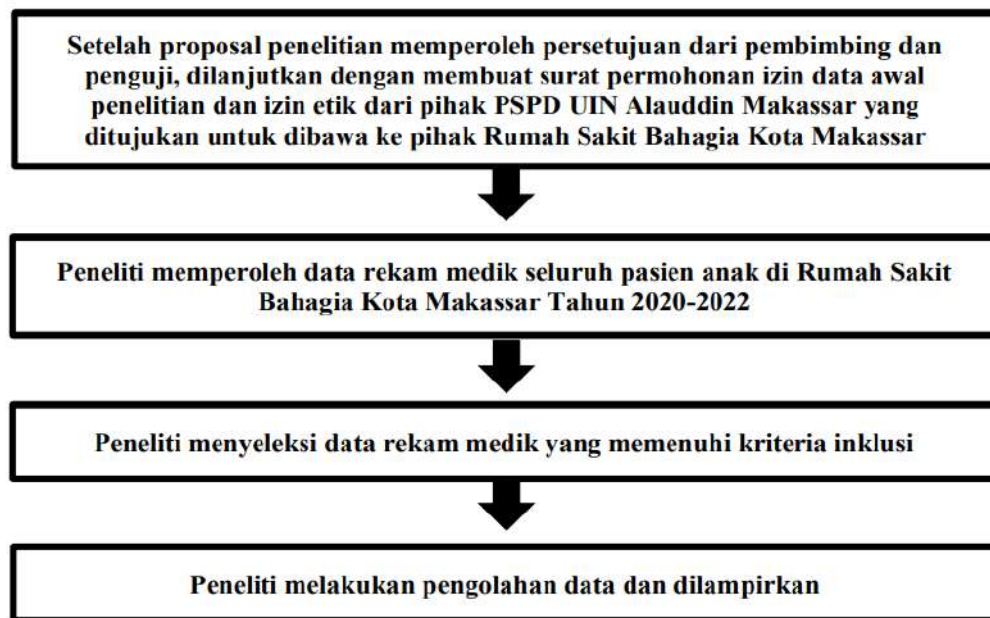 Setelah proposal penelitian memperoleh persetujuan dari pembimbing dan
penguji, dilanjutkan dengan membuat surat permohonan izin data awal
penelitian dan izin etik dari pihak PSPD UIN Alauddin Makassar yang
ditujukan untuk dibawa ke pihak Rumah Sakit Bahagia Kota Makassar
Peneliti memperoleh data rekam medik seluruh pasien anak di Rumah Sakit
Bahagia Kota Makassar Tahun 2020-2022
Peneliti menyeleksi data rekam medik yang memenuhi kriteria inklusi
Peneliti melakukan pengolahan data dan dilampirkan